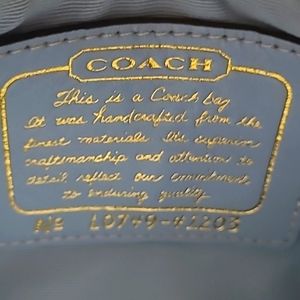 COACH
This is a Coach bag
It was handcrafted from the
finest materials. Its superior
craftsmanship and attention to
detail reflect our commitment
to enduring quality.
Nº L0749-41203